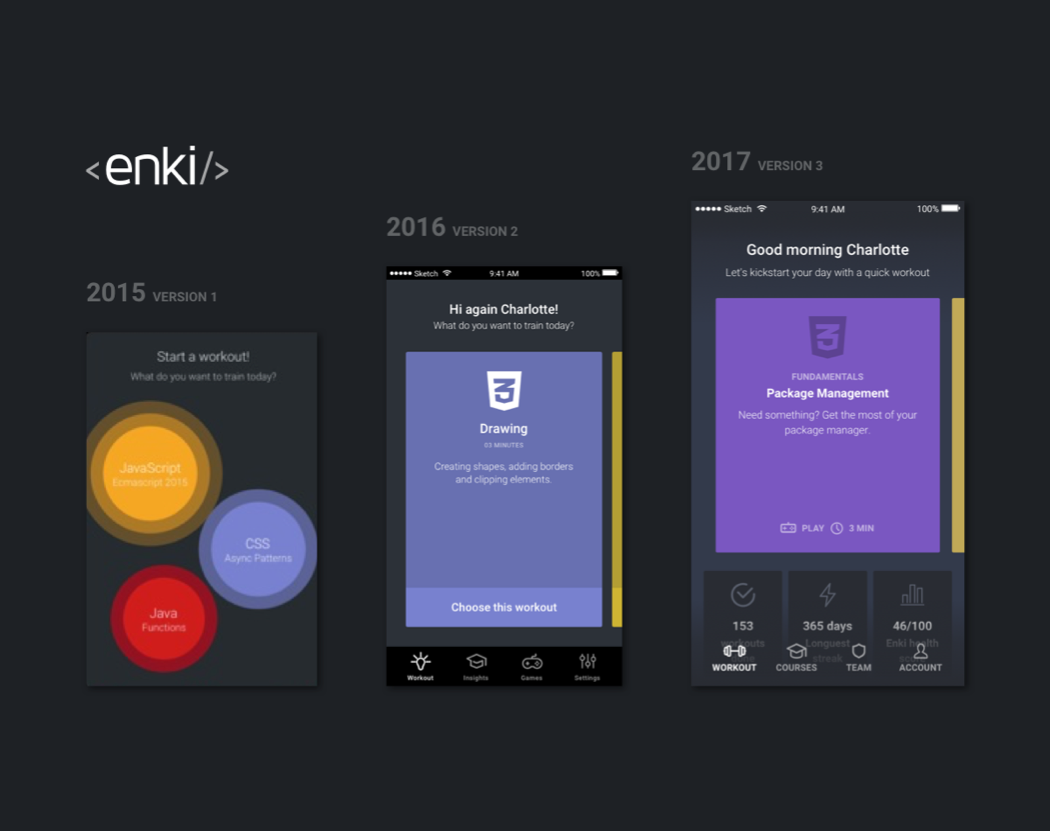 <enki/>
2015 VERSION 1
Start a workout!
What do you want to train today?
JavaScript
Ecmascript 2015
CSS
Async Patterns
Java
Functions
2016 VERSION 2
Sketch 9:41 AM 100%
Hi again Charlotte!
What do you want to train today?
3
Drawing
03 MINUTES
Creating shapes, adding borders
and clipping elements.
Choose this workout
Workout Insights Games Settings
2017 VERSION 3
Sketch 9:41 AM 100%
Good morning Charlotte
Let's kickstart your day with a quick workout
3
FUNDAMENTALS
Package Management
Need something? Get the most of your
package manager.
PLAY 3 MIN
153 365 days 46/100
workouts Longuest Enki health
streak
WORKOUT COURSES TEAM ACCOUNT